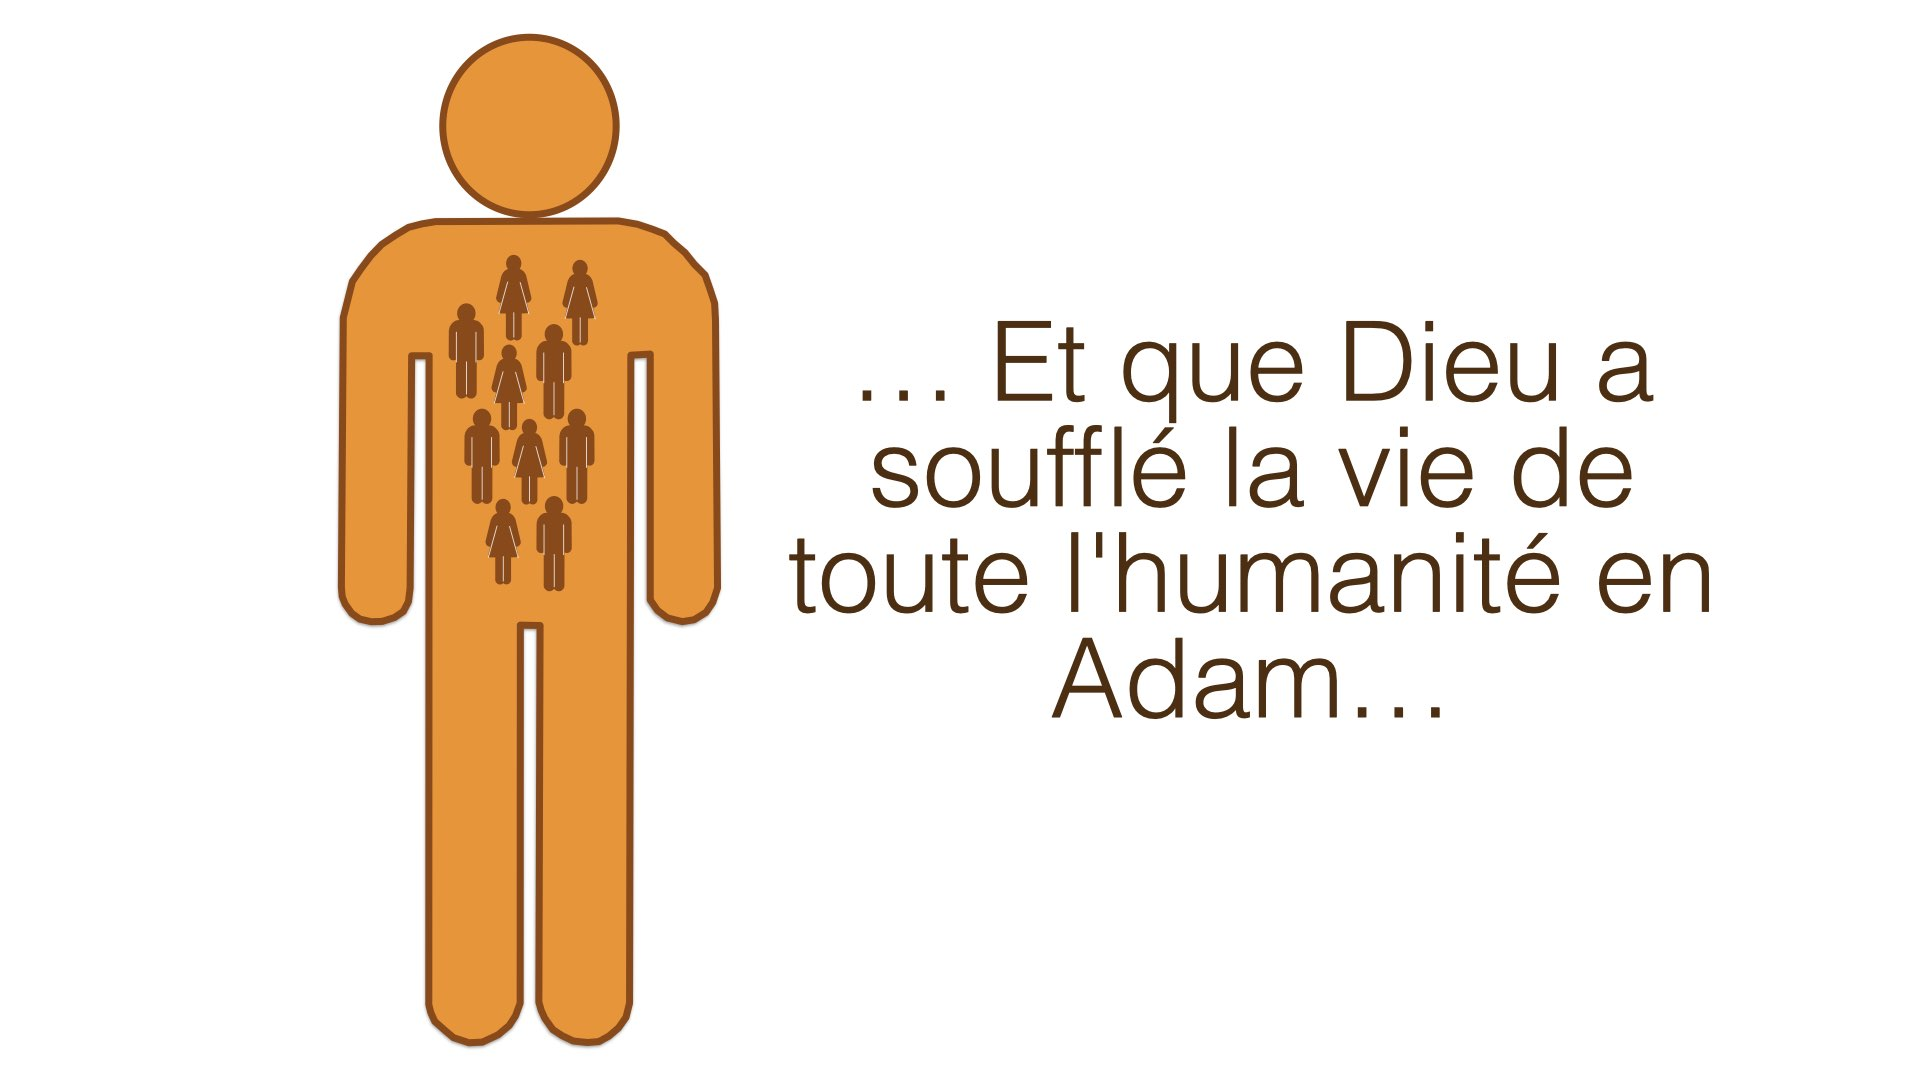 … Et que Dieu a
soufflé la vie de
toute l'humanité en
Adam…